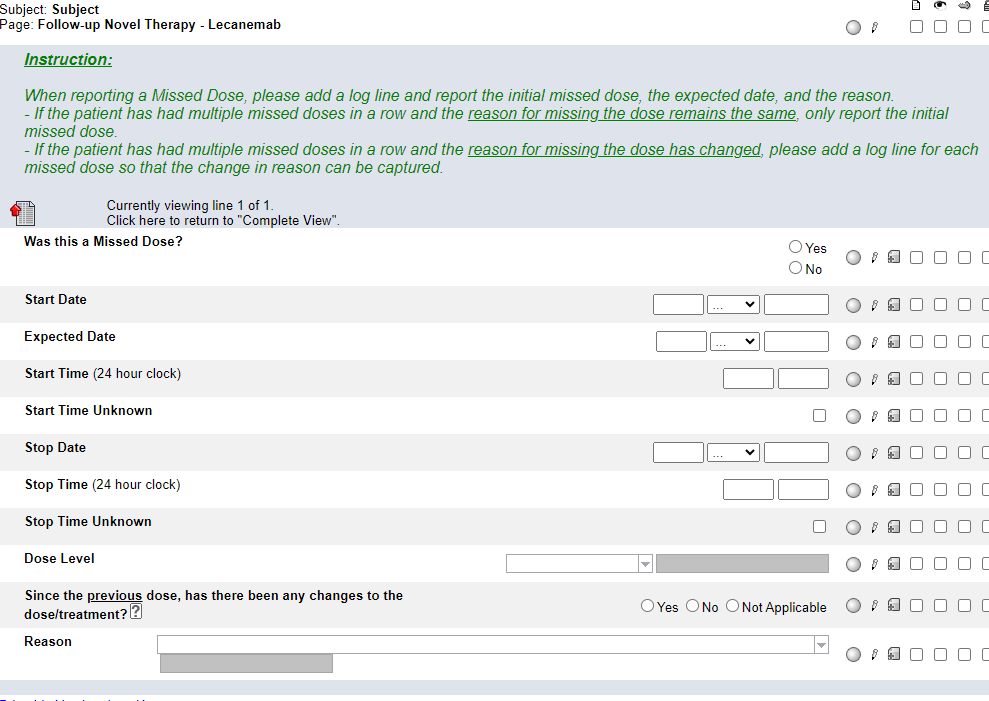 Subject: Subject
Page: Follow-up Novel Therapy - Lecanemab
Instruction:
When reporting a Missed Dose, please add a log line and report the initial missed dose, the expected date, and the reason.
- If the patient has had multiple missed doses in a row and the reason for missing the dose remains the same, only report the initial
missed dose.
- If the patient has had multiple missed doses in a row and the reason for missing the dose has changed, please add a log line for each
missed dose so that the change in reason can be captured.
Currently viewing line 1 of 1.
Click here to return to "Complete View".
Was this a Missed Dose?
Yes
No
Start Date
...
Expected Date
...
Start Time (24 hour clock)
Start Time Unknown
Stop Date
...
Stop Time (24 hour clock)
Stop Time Unknown
Dose Level
Since the previous dose, has there been any changes to the
dose/treatment? ?
Yes No Not Applicable
Reason